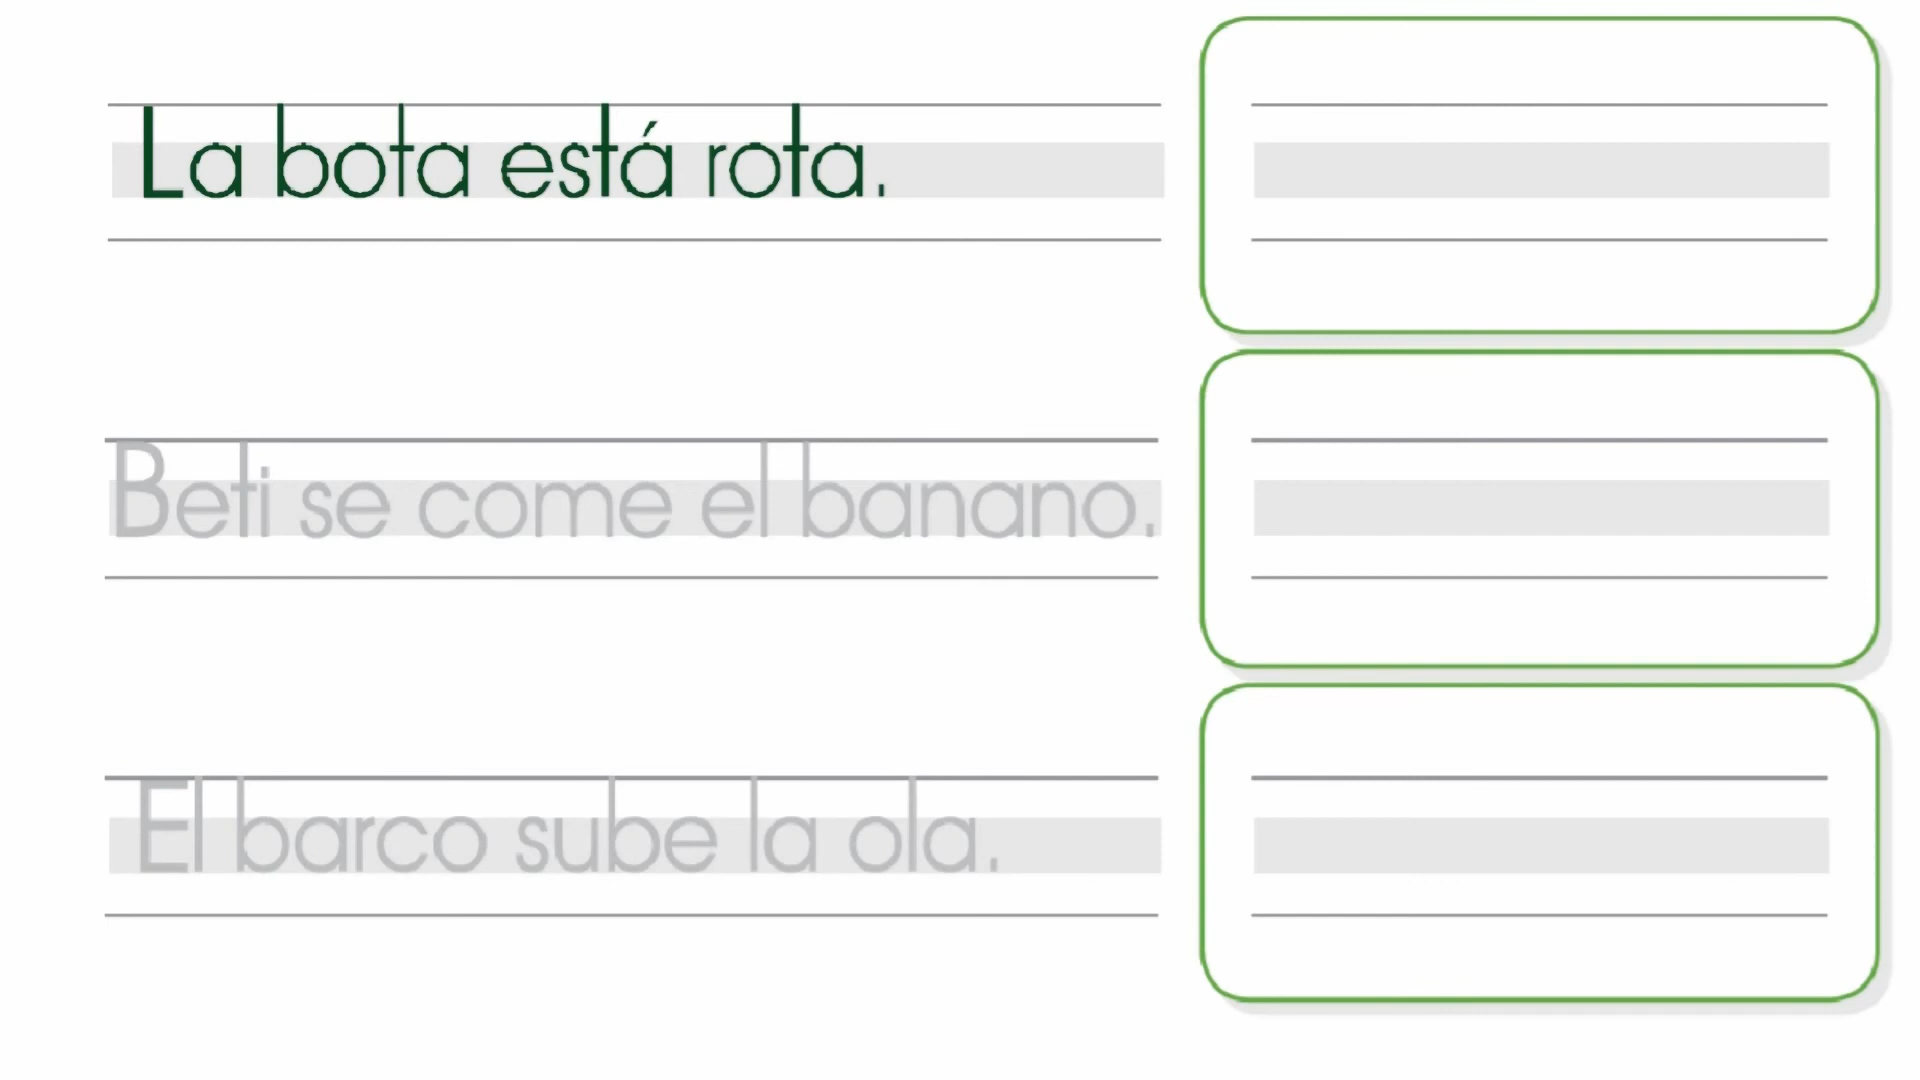 La bota está rota.
Beti se come el banano.
El barco sube la ola.